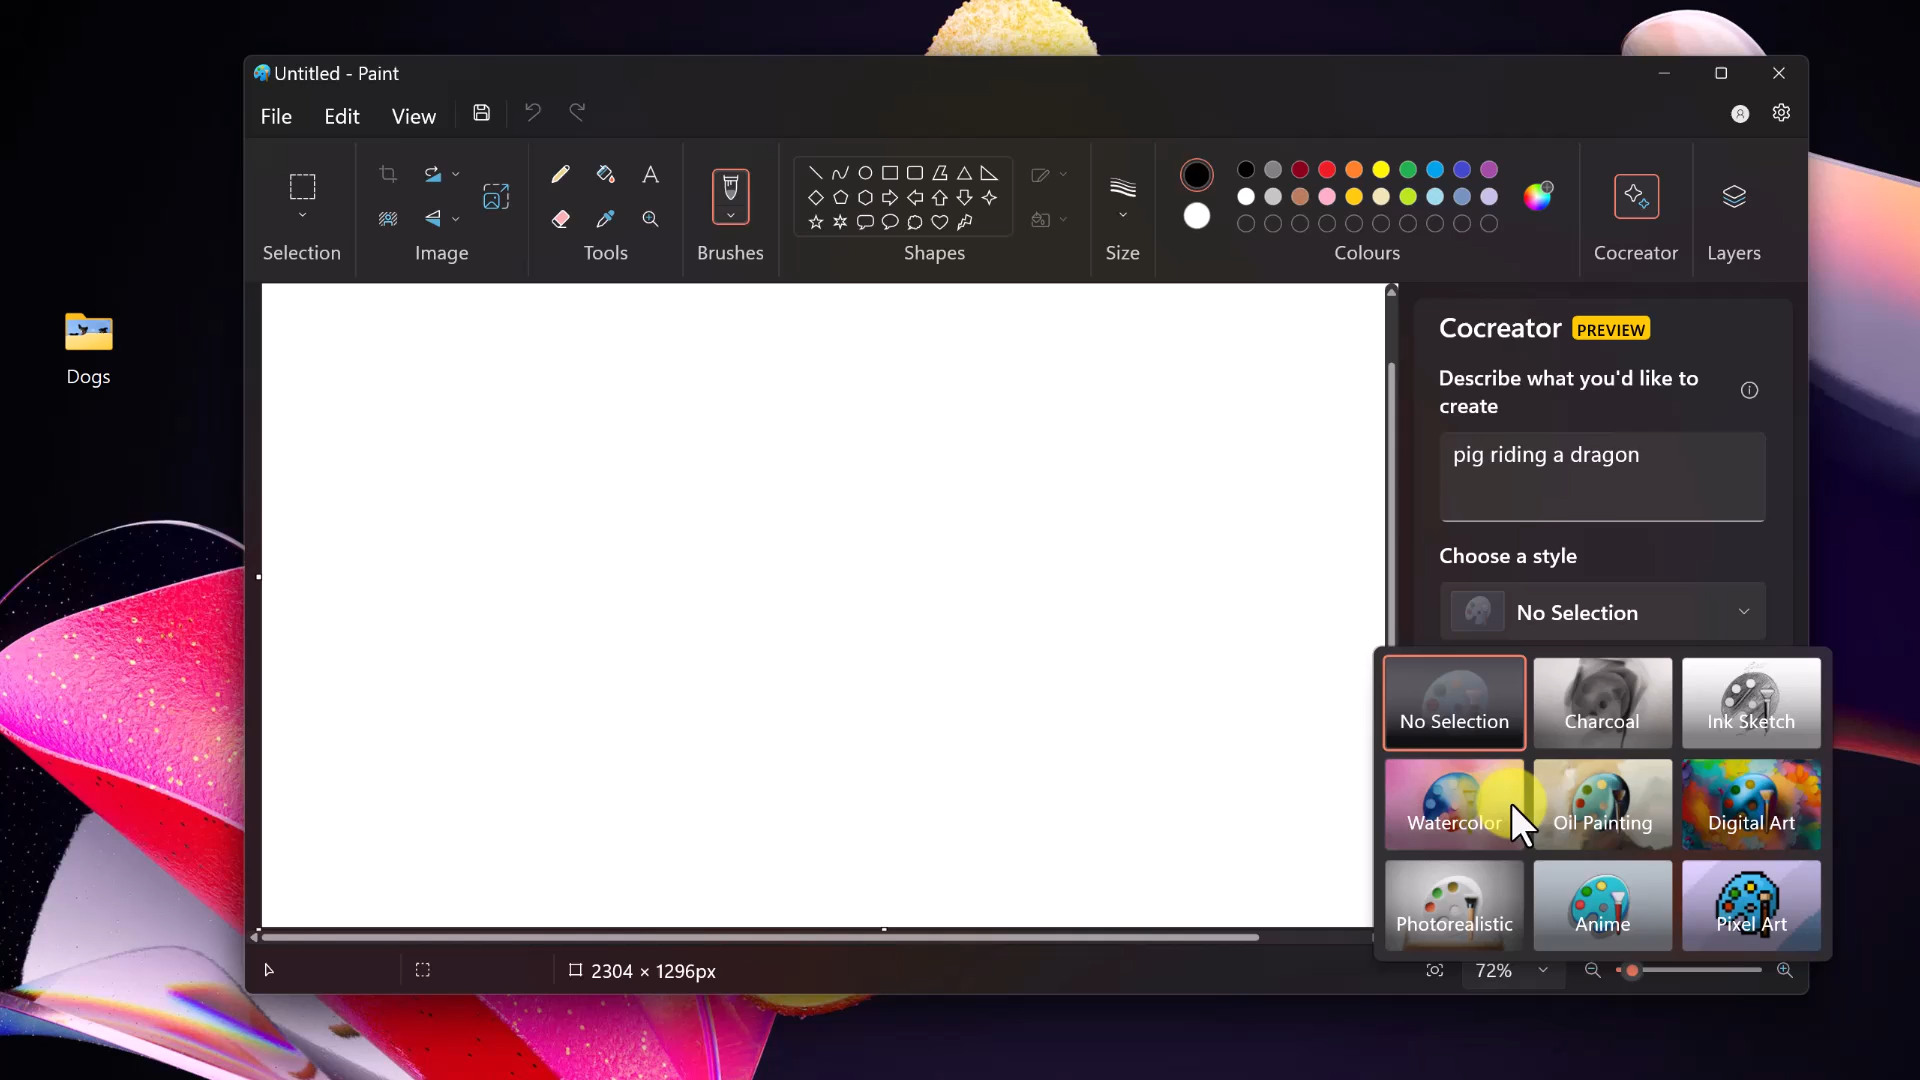 Untitled - Paint
File Edit View
Selection Image Tools Brushes Shapes Size Colours Cocreator Layers
Dogs
Cocreator PREVIEW
Describe what you'd like to
create
pig riding a dragon
Choose a style
No Selection
No Selection Charcoal Ink Sketch
Watercolor Oil Painting Digital Art
Photorealistic Anime Pixel Art
2304 × 1296px 72%